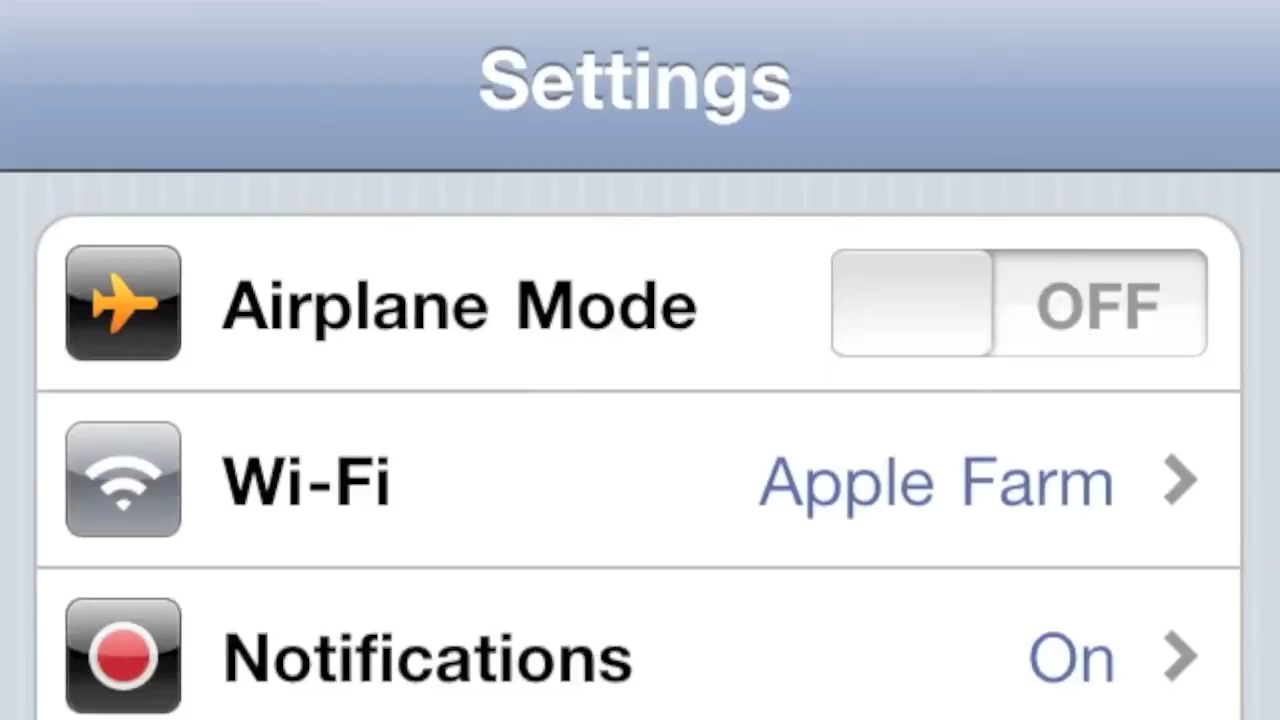 Settings
Airplane Mode OFF
Wi-Fi Apple Farm
Notifications On